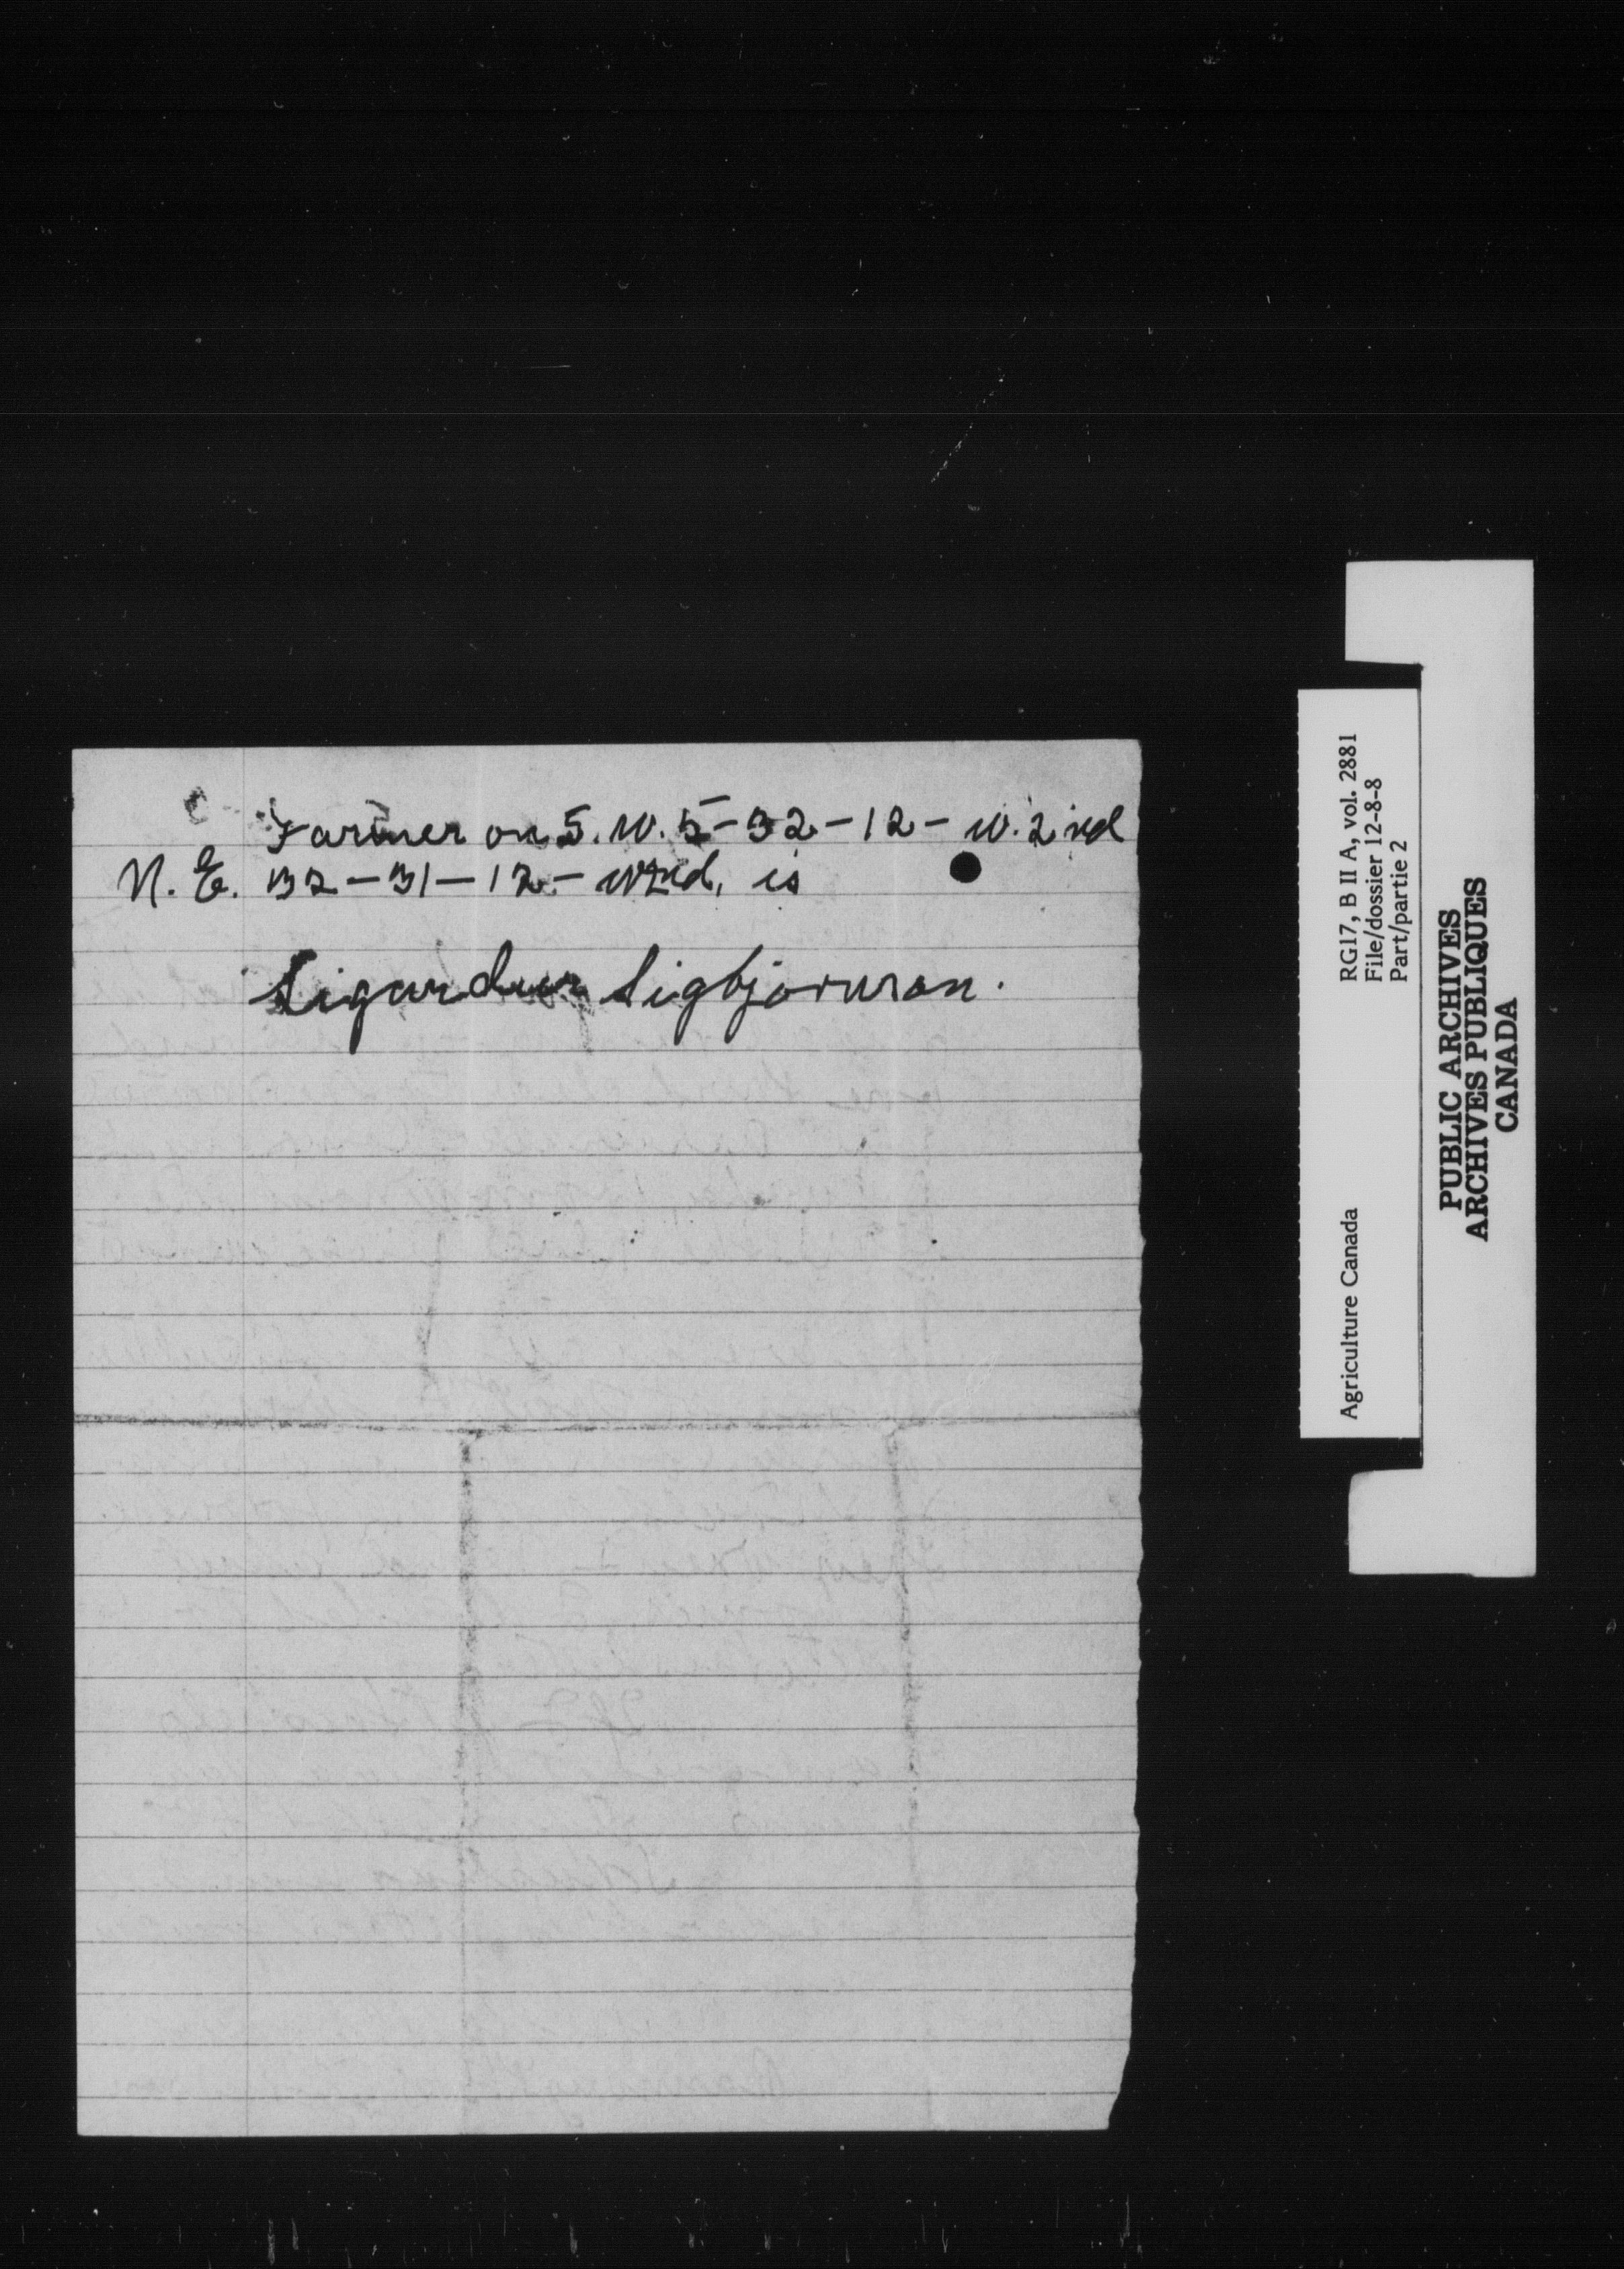 Farmer on S.W. 5-32-12-W.2nd
N.E. 32-31-12-W2nd, is
Sigurdur Sigbjornson.
Agriculture Canada RG17, B II A, vol. 2881
File/dossier 12-8-8
Part/partie 2
PUBLIC ARCHIVES
ARCHIVES PUBLIQUES
CANADA